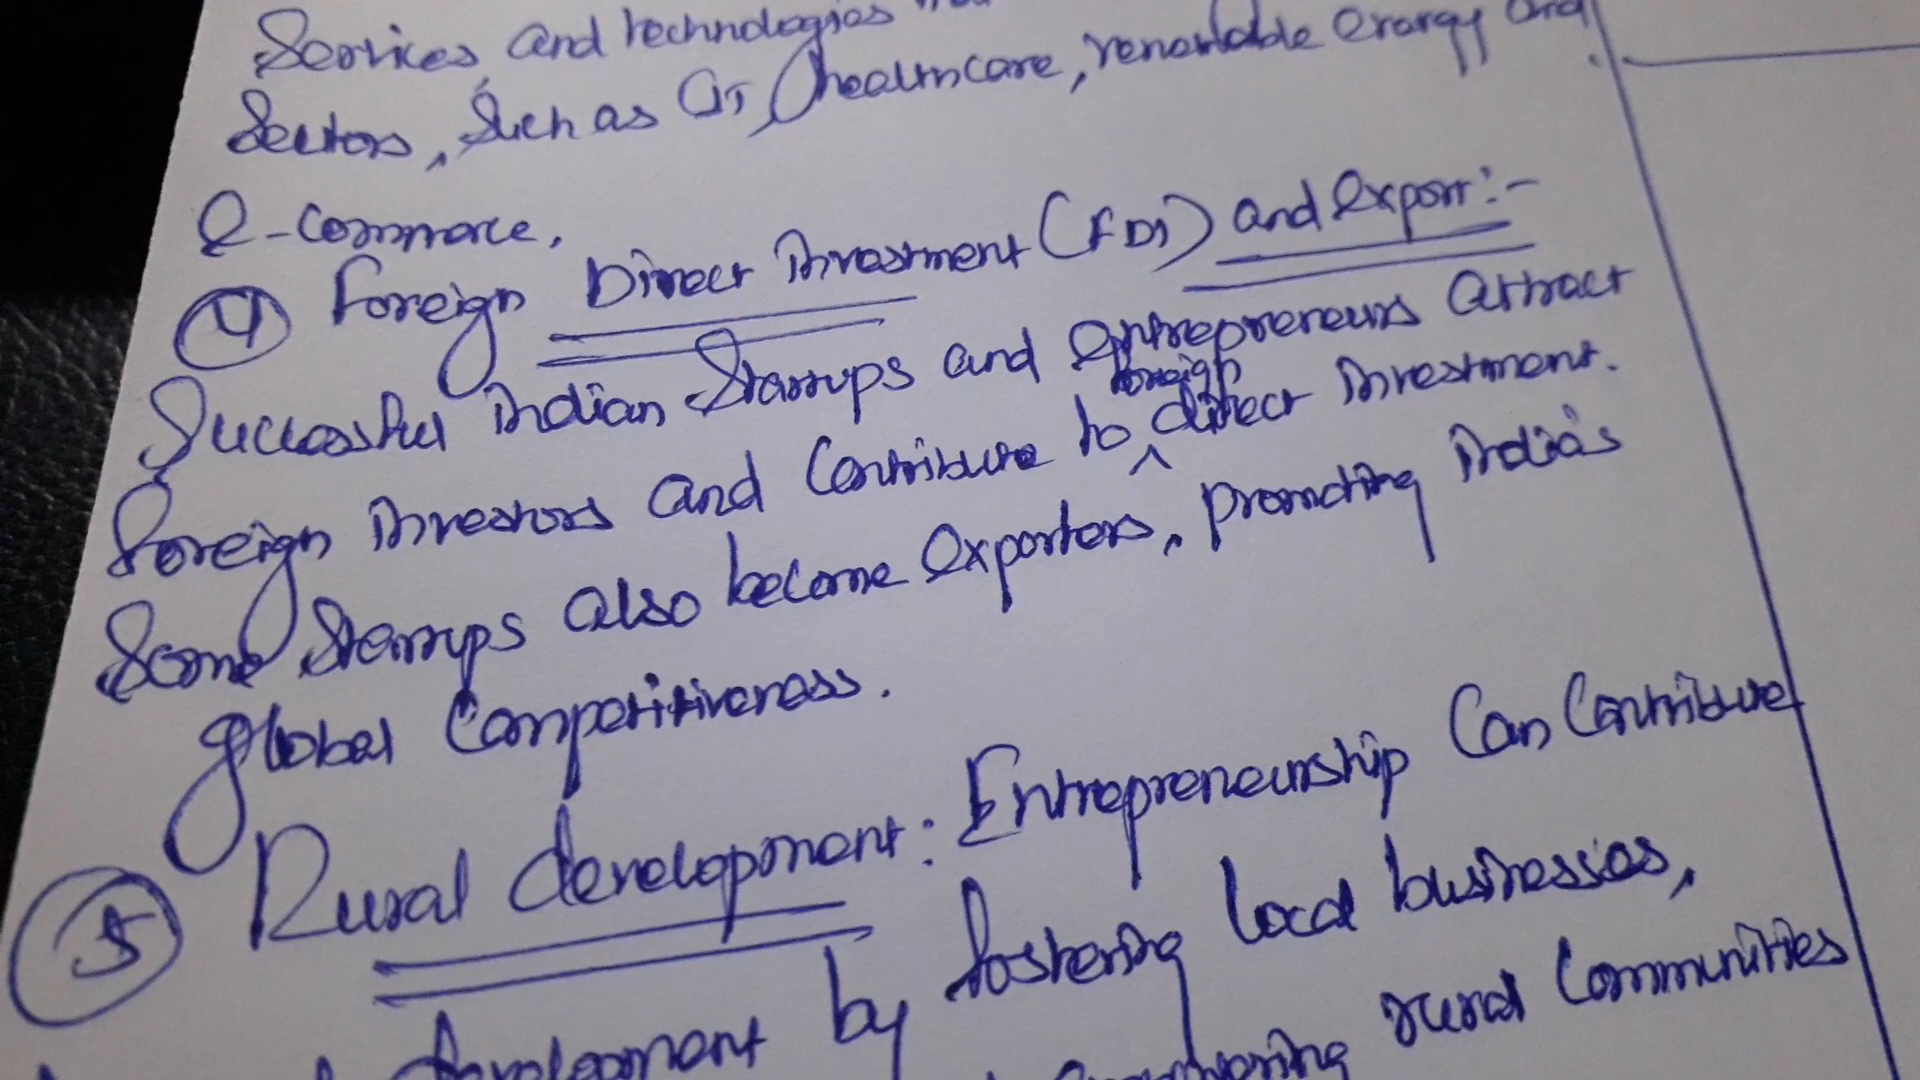 Services, and technologies
Sectors, Such as IT, healthcare, renewable energy and
E-commerce.
④ Foreign Direct Investment (FDI) and Export:-
Successful Indian Startups and entrepreneurs attract
foreign investors and Contribute to foreign direct investment.
Some Startups also become exporters, promoting India's
global Competitiveness.
⑤ Rural development: Entrepreneurship Can Contribute
development by fostering local businesses,
rural Communities